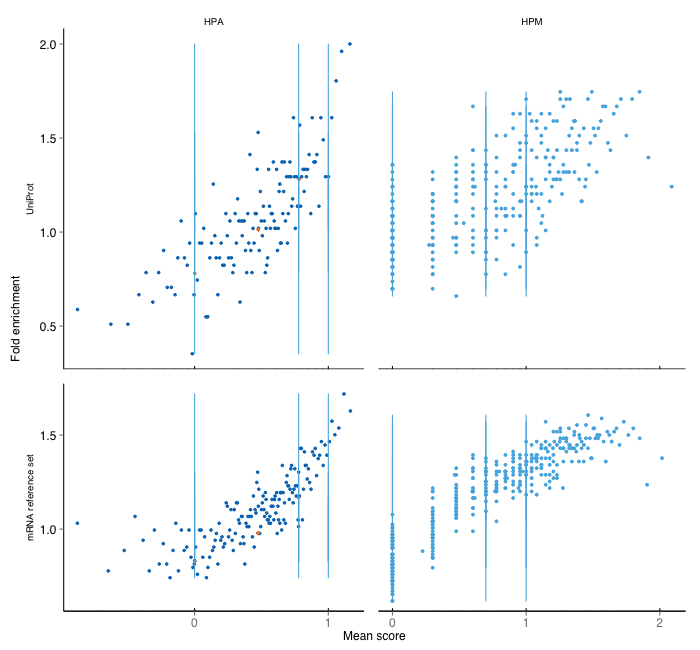 HPA HPM
2.0
1.5
1.0
0.5
UniProt
Fold enrichment
1.5
1.0
mRNA reference set
0 1 0 1 2
Mean score